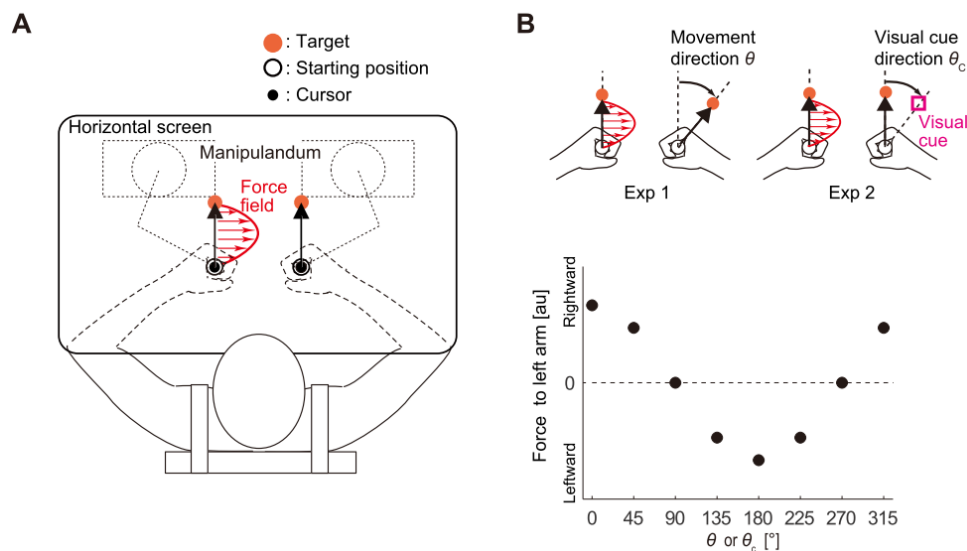 A
: Target
: Starting position
: Cursor
Horizontal screen
Manipulandum
Force
field
B
Movement
direction θ
Visual cue
direction θc
Visual
cue
Exp 1
Exp 2
Force to left arm [au]
Rightward
0
Leftward
0 45 90 135 180 225 270 315
θ or θc [°]